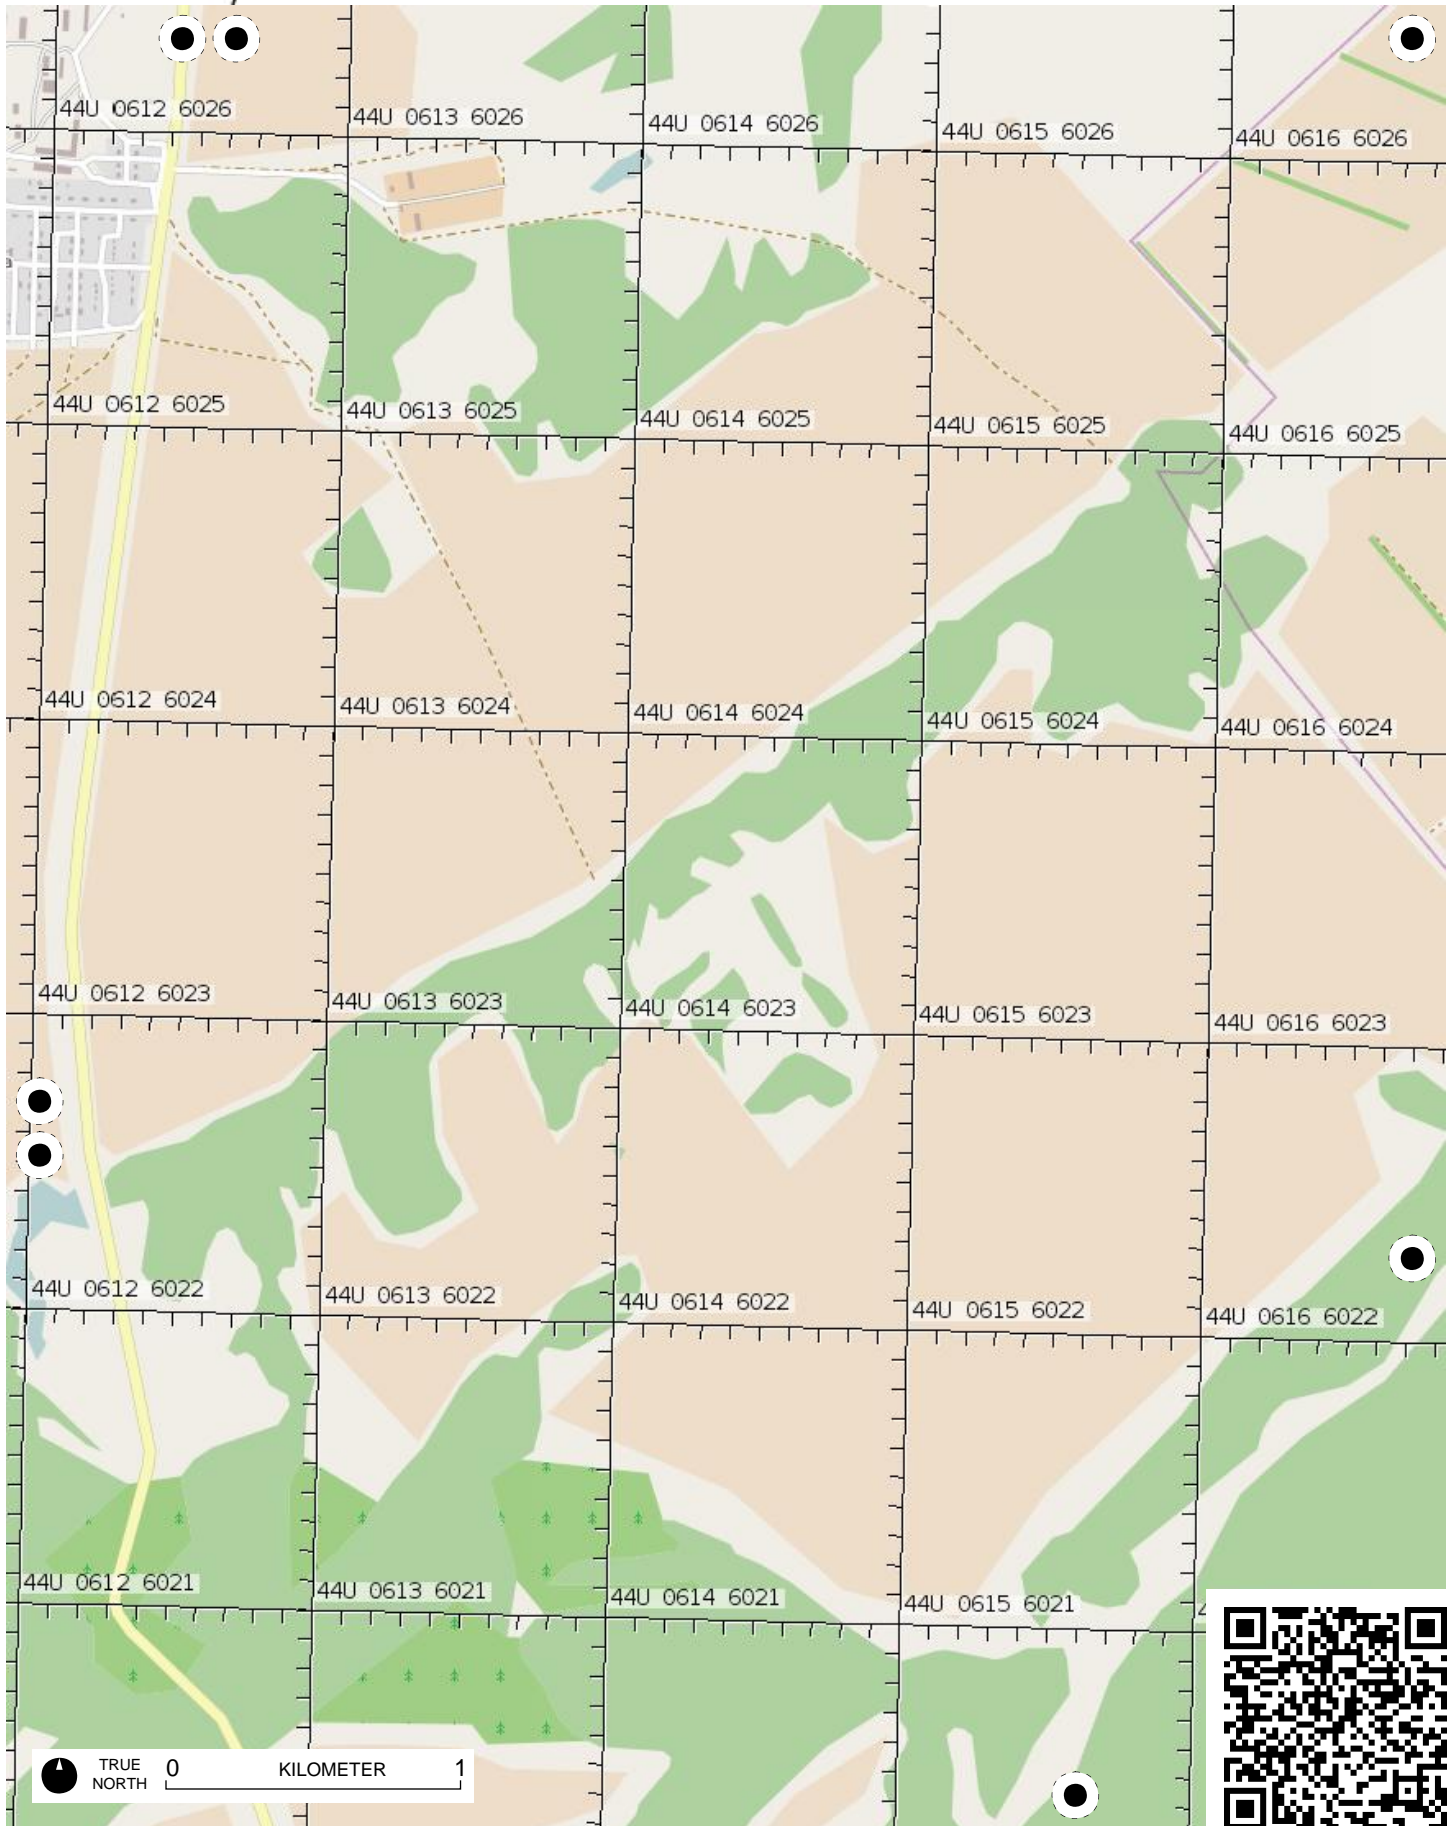 44U 0612 6026
44U 0613 6026
44U 0614 6026
44U 0615 6026
44U 0616 6026
44U 0612 6025
44U 0613 6025
44U 0614 6025
44U 0615 6025
44U 0616 6025
44U 0612 6024
44U 0613 6024
44U 0614 6024
44U 0615 6024
44U 0616 6024
44U 0612 6023
44U 0613 6023
44U 0614 6023
44U 0615 6023
44U 0616 6023
44U 0612 6022
44U 0613 6022
44U 0614 6022
44U 0615 6022
44U 0616 6022
44U 0612 6021
44U 0613 6021
44U 0614 6021
44U 0615 6021
TRUE NORTH
0 KILOMETER 1